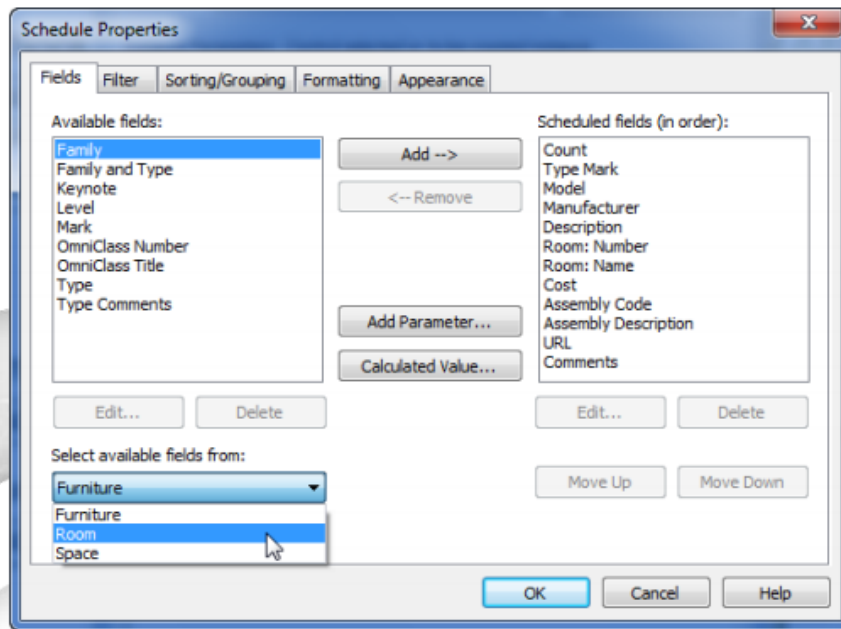 Schedule Properties
Fields
Filter
Sorting/Grouping
Formatting
Appearance
Available fields:
Family
Family and Type
Keynote
Level
Mark
OmniClass Number
OmniClass Title
Type
Type Comments
Add -->
<-- Remove
Add Parameter...
Calculated Value...
Scheduled fields (in order):
Count
Type Mark
Model
Manufacturer
Description
Room: Number
Room: Name
Cost
Assembly Code
Assembly Description
URL
Comments
Edit...
Delete
Edit...
Delete
Select available fields from:
Furniture
Furniture
Room
Space
Move Up
Move Down
OK
Cancel
Help